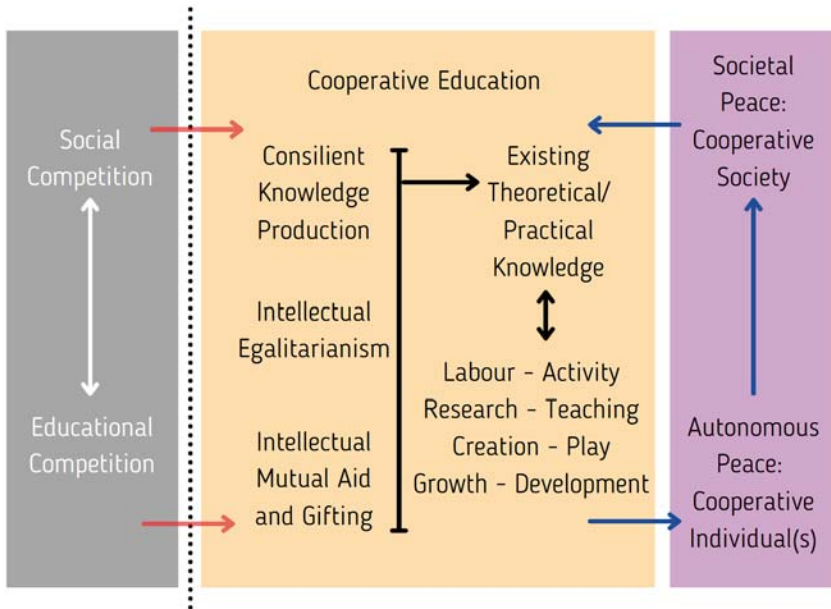 Social
Competition
Educational
Competition
Cooperative Education
Consilient
Knowledge
Production
Intellectual
Egalitarianism
Intellectual
Mutual Aid
and Gifting
Existing
Theoretical/
Practical
Knowledge
Labour - Activity
Research - Teaching
Creation - Play
Growth - Development
Societal
Peace:
Cooperative
Society
Autonomous
Peace:
Cooperative
Individual(s)